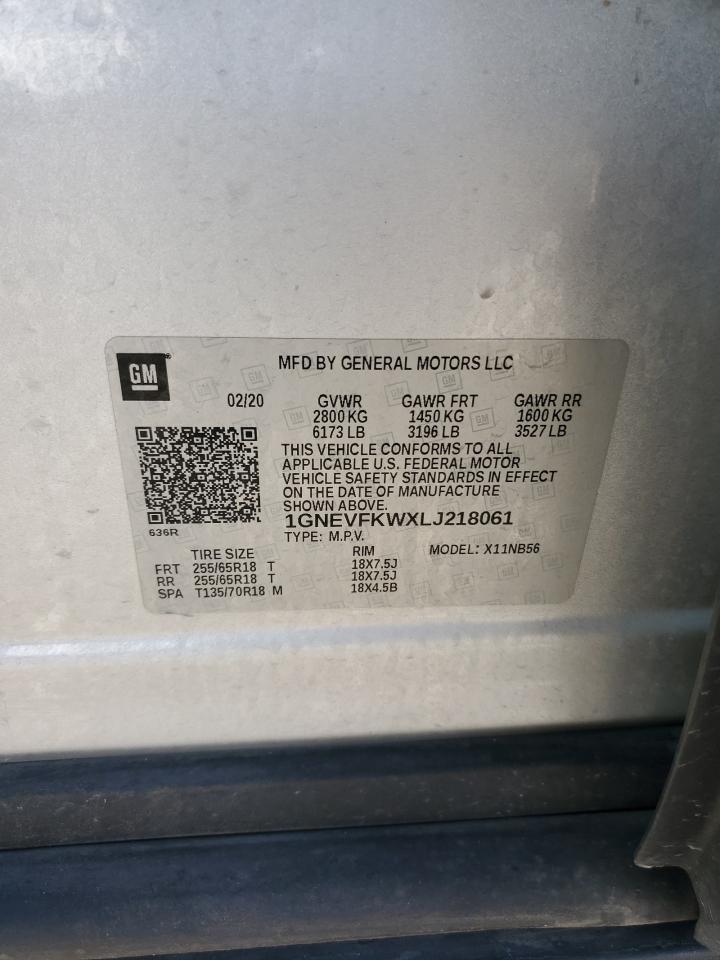 GM
MFD BY GENERAL MOTORS LLC
02/20 GVWR GAWR FRT GAWR RR
2800 KG 1450 KG 1600 KG
6173 LB 3196 LB 3527 LB
THIS VEHICLE CONFORMS TO ALL
APPLICABLE U.S. FEDERAL MOTOR
VEHICLE SAFETY STANDARDS IN EFFECT
ON THE DATE OF MANUFACTURE
SHOWN ABOVE.
1GNEVFKWXLJ218061
636R
TYPE: M.P.V. MODEL: X11NB56
TIRE SIZE RIM
FRT 255/65R18 T 18X7.5J
RR 255/65R18 T 18X7.5J
SPA T135/70R18 M 18X4.5B